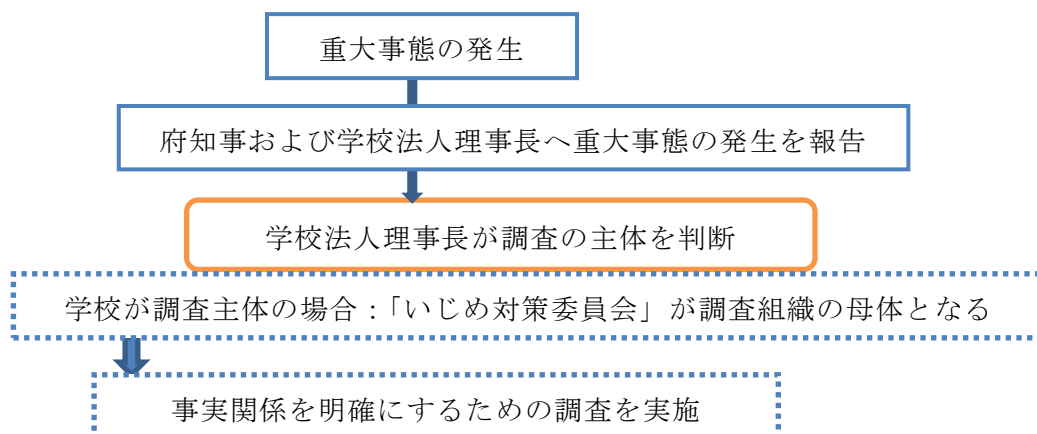 重大事態の発生
府知事および学校法人理事長へ重大事態の発生を報告
学校法人理事長が調査の主体を判断
学校が調査主体の場合：「いじめ対策委員会」が調査組織の母体となる
事実関係を明確にするための調査を実施